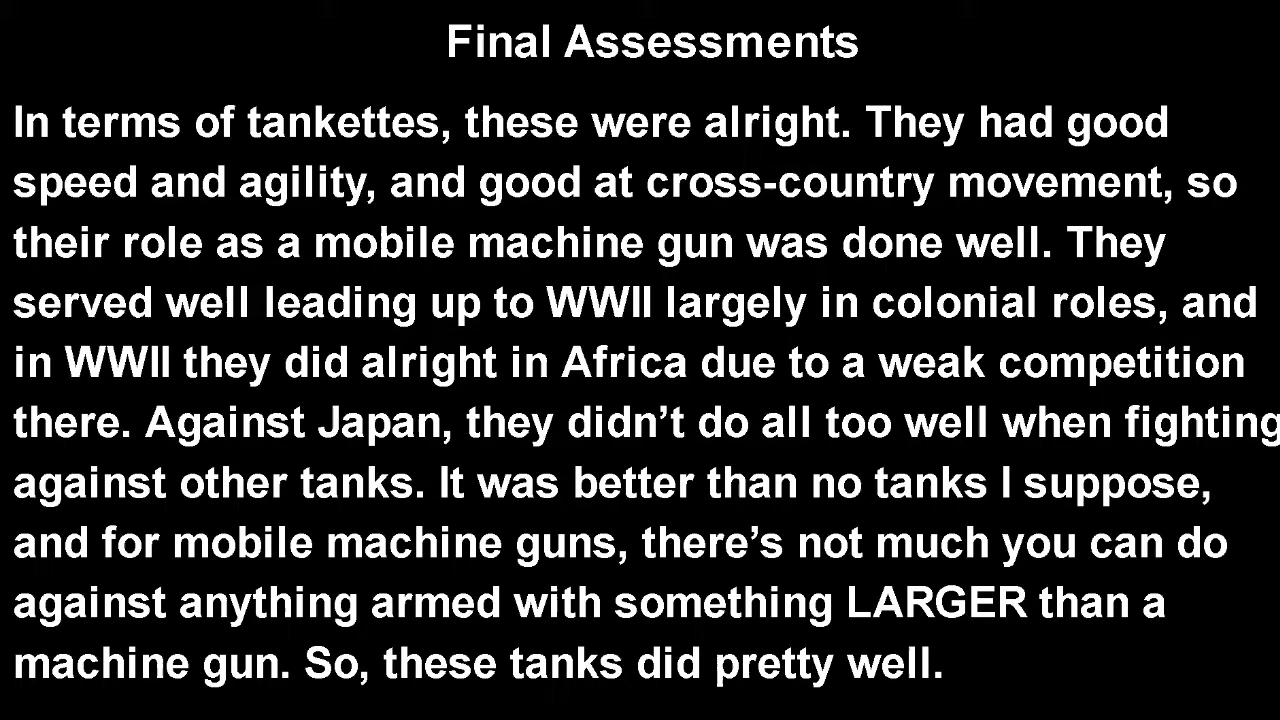 Final Assessments
In terms of tankettes, these were alright. They had good
speed and agility, and good at cross-country movement, so
their role as a mobile machine gun was done well. They
served well leading up to WWII largely in colonial roles, and
in WWII they did alright in Africa due to a weak competition
there. Against Japan, they didn’t do all too well when fighting
against other tanks. It was better than no tanks I suppose,
and for mobile machine guns, there’s not much you can do
against anything armed with something LARGER than a
machine gun. So, these tanks did pretty well.